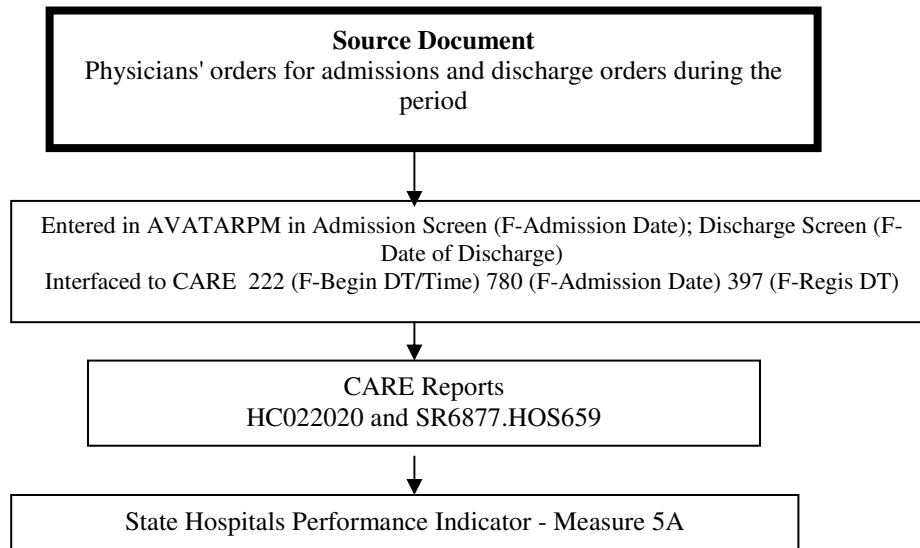 Source Document
Physicians' orders for admissions and discharge orders during the
period
Entered in AVATARPM in Admission Screen (F-Admission Date); Discharge Screen (F-
Date of Discharge)
Interfaced to CARE 222 (F-Begin DT/Time) 780 (F-Admission Date) 397 (F-Regis DT)
CARE Reports
HC022020 and SR6877.HOS659
State Hospitals Performance Indicator - Measure 5A